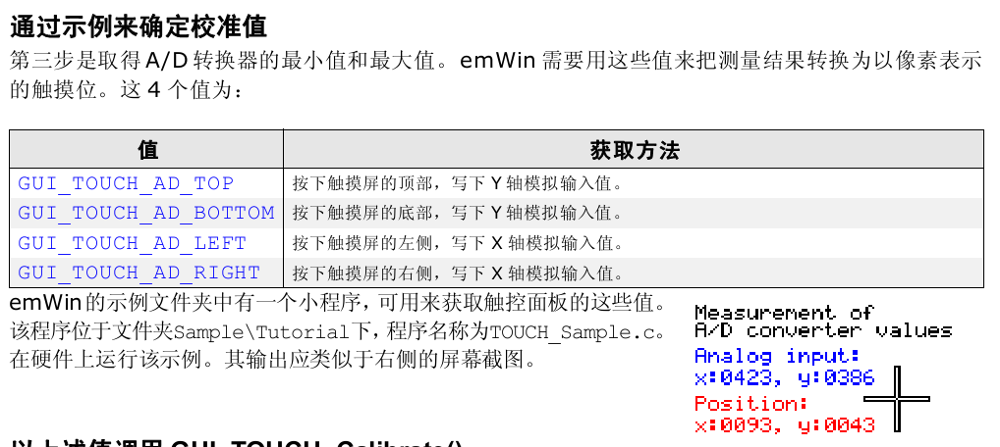 通过示例来确定校准值
第三步是取得 A/D 转换器的最小值和最大值。emWin 需要用这些值来把测量结果转换为以像素表示
的触摸位。这 4 个值为：
值 获取方法
GUI_TOUCH_AD_TOP 按下触摸屏的顶部，写下 Y 轴模拟输入值。
GUI_TOUCH_AD_BOTTOM 按下触摸屏的底部，写下 Y 轴模拟输入值。
GUI_TOUCH_AD_LEFT 按下触摸屏的左侧，写下 X 轴模拟输入值。
GUI_TOUCH_AD_RIGHT 按下触摸屏的右侧，写下 X 轴模拟输入值。
emWin 的示例文件夹中有一个小程序，可用来获取触控面板的这些值。
该程序位于文件夹Sample\Tutorial下，程序名称为TOUCH_Sample.c。
在硬件上运行该示例。其输出应类似于右侧的屏幕截图。
Measurement of
A/D converter values
Analog input:
x:0423, y:0386
Position:
x:0093, y:0043
以上述值调用 GUI_TOUCH_Calibrate()